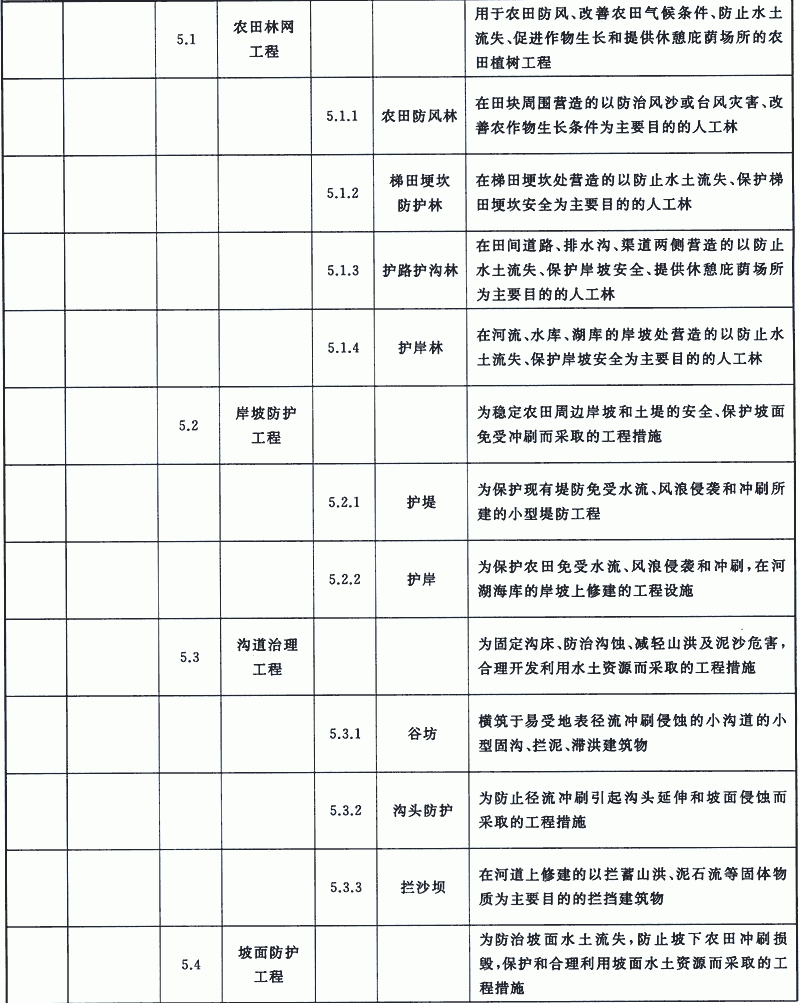 5.1 农田林网工程 用于农田防风、改善农田气候条件、防止水土
流失、促进作物生长和提供休憩庇荫场所的农
田植树工程
5.1.1 农田防风林 在田块周围营造的以防治风沙或台风灾害、改
善农作物生长条件为主要目的的人工林
5.1.2 梯田埂坎防护林 在梯田埂坎处营造的以防止水土流失、保护梯
田埂坎安全为主要目的的人工林
5.1.3 护路护沟林 在田间道路、排水沟、渠道两侧营造的以防止
水土流失、保护岸坡安全、提供休憩庇荫场所
为主要目的的人工林
5.1.4 护岸林 在河流、水库、湖库的岸坡处营造的以防止水
土流失、保护岸坡安全为主要目的的人工林
5.2 岸坡防护工程 为稳定农田周边岸坡和土堤的安全、保护坡面
免受冲刷而采取的工程措施
5.2.1 护堤 为保护现有堤防免受水流、风浪侵袭和冲刷所
建的小型堤防工程
5.2.2 护岸 为保护农田免受水流、风浪侵袭和冲刷,在河
湖海库的岸坡上修建的工程设施
5.3 沟道治理工程 为固定沟床、防治沟蚀、减轻山洪及泥沙危害,
合理开发利用水土资源而采取的工程措施
5.3.1 谷坊 横筑于易受地表径流冲刷侵蚀的小沟道的小
型固沟、拦泥、滞洪建筑物
5.3.2 沟头防护 为防止径流冲刷引起沟头延伸和坡面侵蚀而
采取的工程措施
5.3.3 拦沙坝 在河道上修建的以拦蓄山洪、泥石流等固体物
质为主要目的的拦挡建筑物
5.4 坡面防护工程 为防治坡面水土流失,防止坡下农田冲刷损
毁,保护和合理利用坡面水土资源而采取的工
程措施